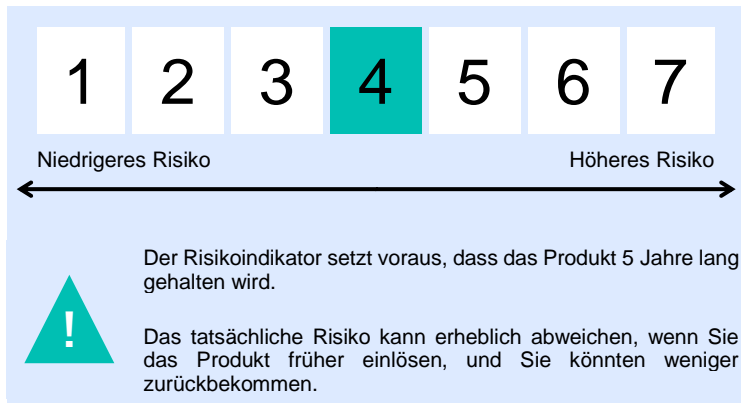 1 2 3 4 5 6 7
Niedrigeres Risiko Höheres Risiko
Der Risikoindikator setzt voraus, dass das Produkt 5 Jahre lang
gehalten wird.
!
Das tatsächliche Risiko kann erheblich abweichen, wenn Sie
das Produkt früher einlösen, und Sie könnten weniger
zurückbekommen.